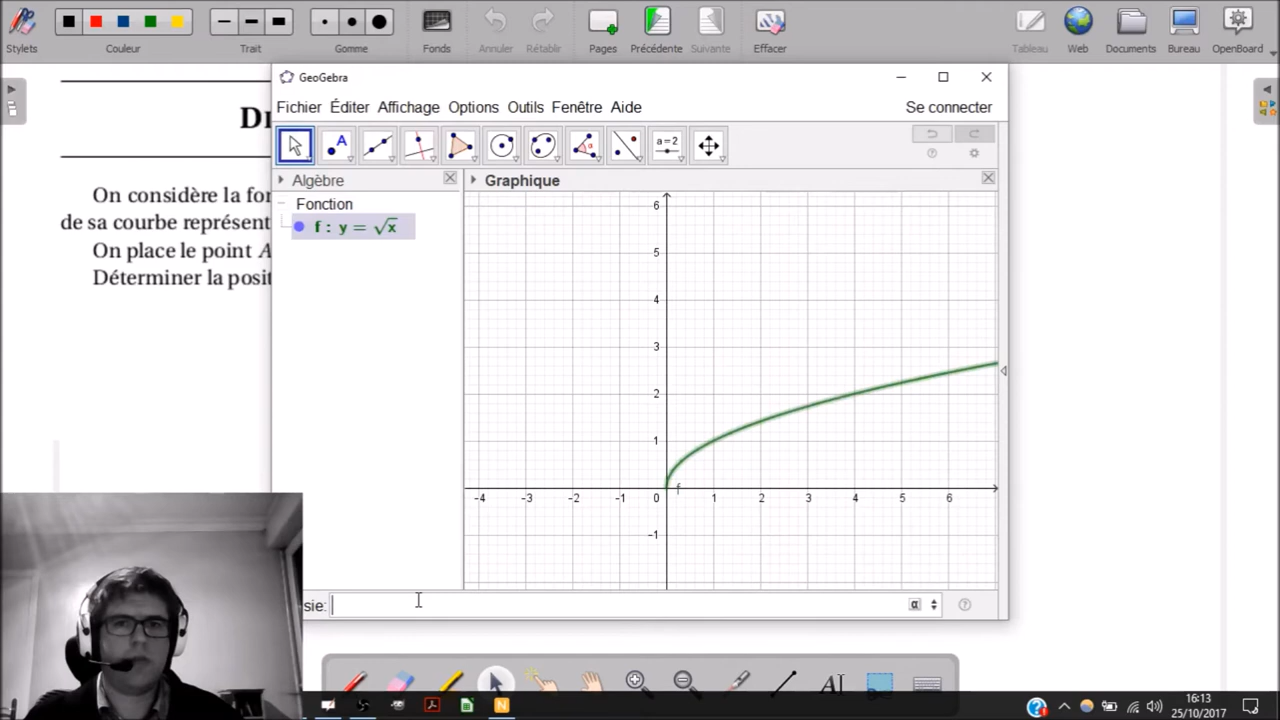 Stylets Couleur Trait Gomme Fonds Annuler Rétablir Pages Précédente Suivante Effacer Tableau Web Documents Bureau OpenBoard
GeoGebra
Fichier Éditer Affichage Options Outils Fenêtre Aide Se connecter
A a=2
Algèbre Graphique
Fonction
f : y = √x
On considère la
de sa courbe représent
On place le point A
Déterminer la
6
5
4
3
2
1
f
-4 -3 -2 -1 0 1 2 3 4 5 6
-1
sie: α
16:13
25/10/2017